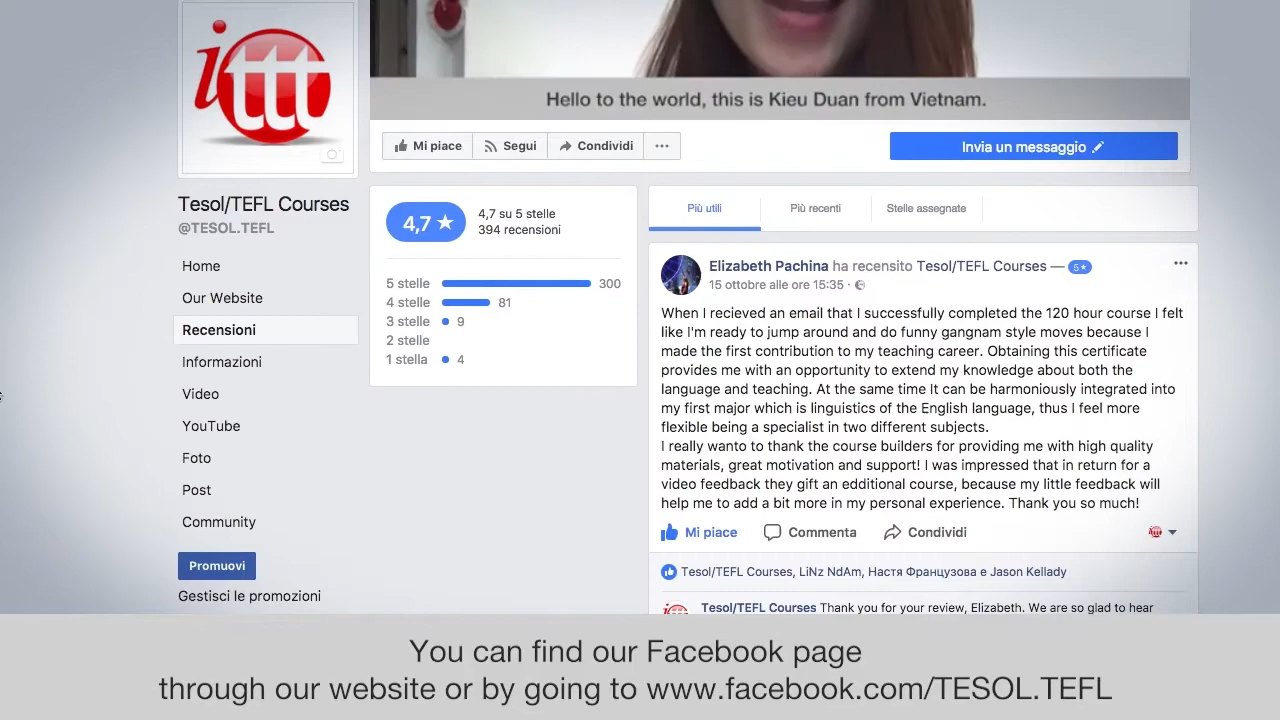 ittt
Hello to the world, this is Kieu Duan from Vietnam.
Mi piace
Segui
Condividi
Invia un messaggio
Tesol/TEFL Courses
@TESOL.TEFL
Home
Our Website
Recensioni
Informazioni
Video
YouTube
Foto
Post
Community
Promuovi
Gestisci le promozioni
4,7 ★
4,7 su 5 stelle
394 recensioni
5 stelle 300
4 stelle 81
3 stelle 9
2 stelle
1 stella 4
Più utili
Più recenti
Stelle assegnate
Elizabeth Pachina ha recensito Tesol/TEFL Courses — 5★
15 ottobre alle ore 15:35 ·
When I recieved an email that I successfully completed the 120 hour course I felt
like I'm ready to jump around and do funny gangnam style moves because I
made the first contribution to my teaching career. Obtaining this certificate
provides me with an opportunity to extend my knowledge about both the
language and teaching. At the same time It can be harmoniously integrated into
my first major which is linguistics of the English language, thus I feel more
flexible being a specialist in two different subjects.
I really wanto to thank the course builders for providing me with high quality
materials, great motivation and support! I was impressed that in return for a
video feedback they gift an edditional course, because my little feedback will
help me to add a bit more in my personal experience. Thank you so much!
Mi piace
Commenta
Condividi
Tesol/TEFL Courses, LiNz NdAm, Настя Французова e Jason Kellady
Tesol/TEFL Courses Thank you for your review, Elizabeth. We are so glad to hear
You can find our Facebook page
through our website or by going to www.facebook.com/TESOL.TEFL